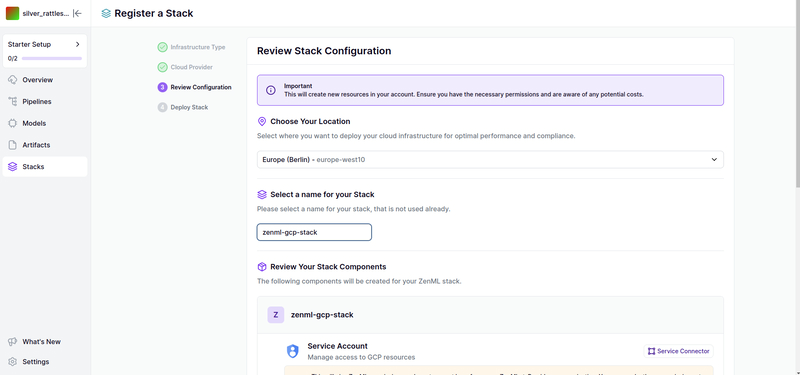 silver_rattles...
Register a Stack
Starter Setup
0/2
Overview
Pipelines
Models
Artifacts
Stacks
What's New
Settings
Infrastructure Type
Cloud Provider
3 Review Configuration
4 Deploy Stack
Review Stack Configuration
Important
This will create new resources in your account. Ensure you have the necessary permissions and are aware of any potential costs.
Choose Your Location
Select where you want to deploy your cloud infrastructure for optimal performance and compliance.
Europe (Berlin) - europe-west10
Select a name for your Stack
Please select a name for your stack, that is not used already.
zenml-gcp-stack
Review Your Stack Components
The following components will be created for your ZenML stack.
Z zenml-gcp-stack
Service Account
Manage access to GCP resources
Service Connector